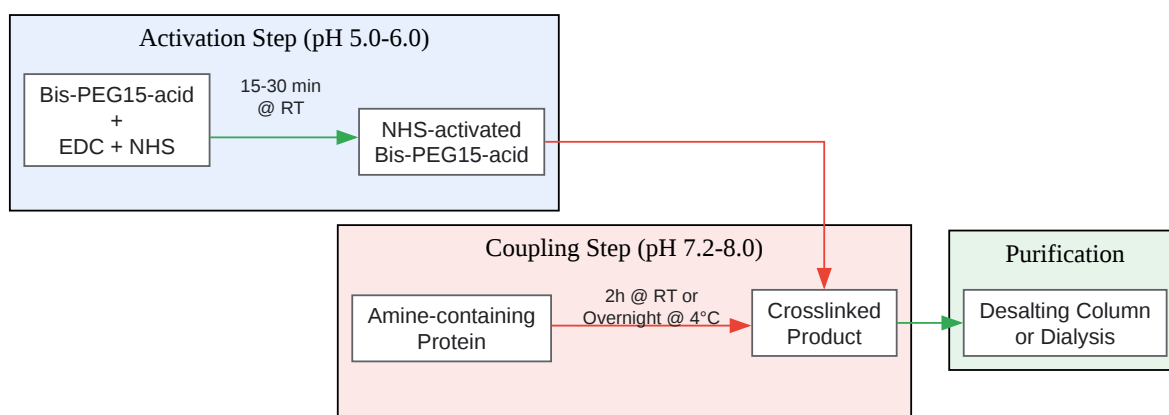 Activation Step (pH 5.0-6.0)
Bis-PEG15-acid
+
EDC + NHS
15-30 min
@ RT
NHS-activated
Bis-PEG15-acid
Coupling Step (pH 7.2-8.0)
Amine-containing
Protein
2h @ RT or
Overnight @ 4°C
Crosslinked
Product
Purification
Desalting Column
or Dialysis